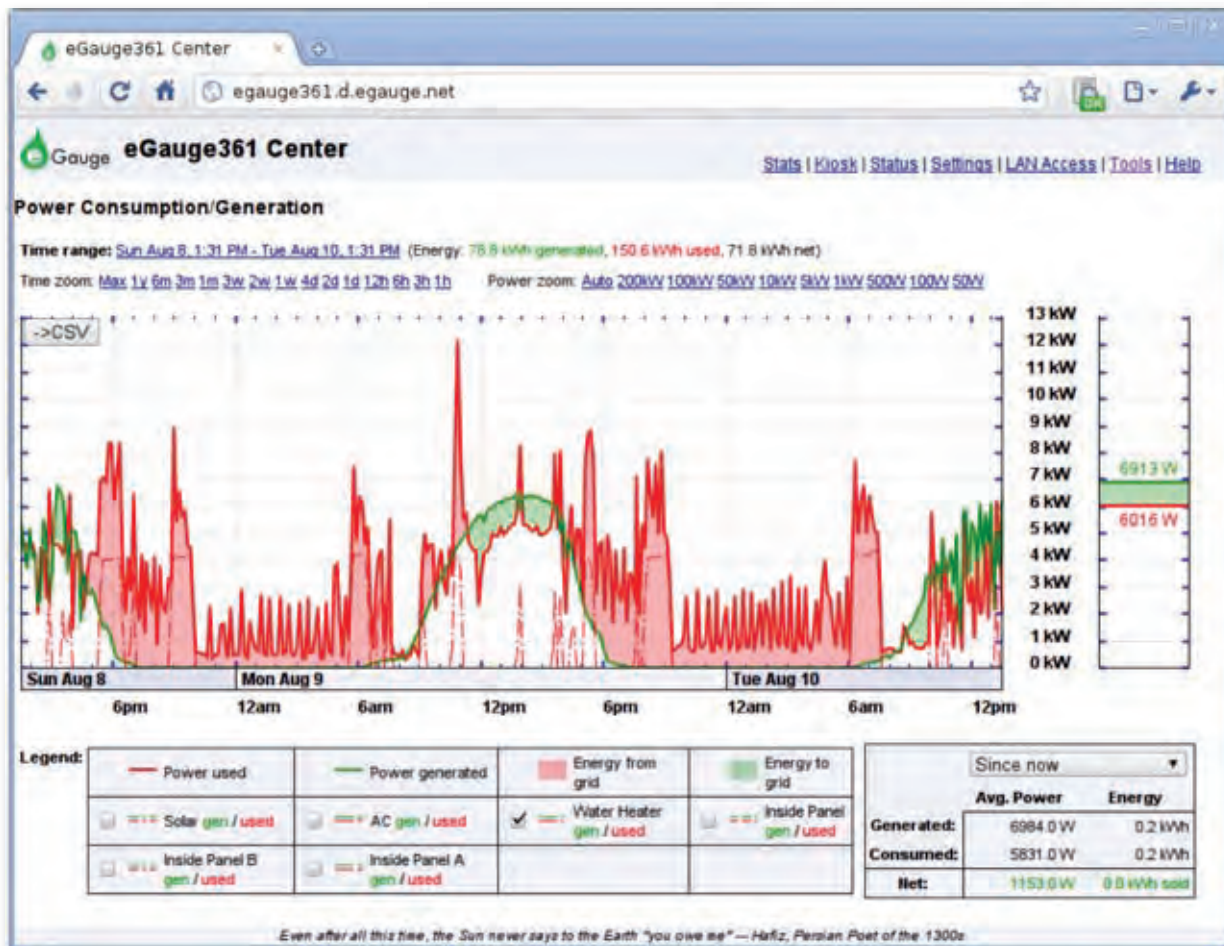 eGauge361 Center
egauge361.d.egauge.net
Gauge eGauge361 Center
Stats | Kiosk | Status | Settings | LAN Access | Tools | Help
Power Consumption/Generation
Time range: Sun Aug 8, 1:31 PM - Tue Aug 10, 1:31 PM (Energy: 78.8 kWh generated, 150.6 kWh used, 71.8 kWh net)
Time zoom: Max 1y 6m 3m 1m 3w 2w 1w 4d 2d 1d 12h 6h 3h 1h Power zoom: Auto 200kW 100kW 50kW 10kW 5kW 1kW 500W 100W 50W
->CSV
13 kW
12 kW
11 kW
10 kW
9 kW
8 kW
7 kW
6 kW
5 kW
4 kW
3 kW
2 kW
1 kW
0 kW
6913 W
6016 W
Sun Aug 8 Mon Aug 9 Tue Aug 10
6pm 12am 6am 12pm 6pm 12am 6am 12pm
Legend:
Power used Power generated Energy from grid Energy to grid
Solar gen / used AC gen / used Water Heater gen / used Inside Panel gen / used
Inside Panel B gen / used Inside Panel A gen / used
Since now
Avg. Power Energy
Generated: 6984.0 W 0.2 kWh
Consumed: 5831.0 W 0.2 kWh
Net: 1153.0 W 0.0 kWh sold
Even after all this time, the Sun never says to the Earth "you owe me" — Hafiz, Persian Poet of the 1300s